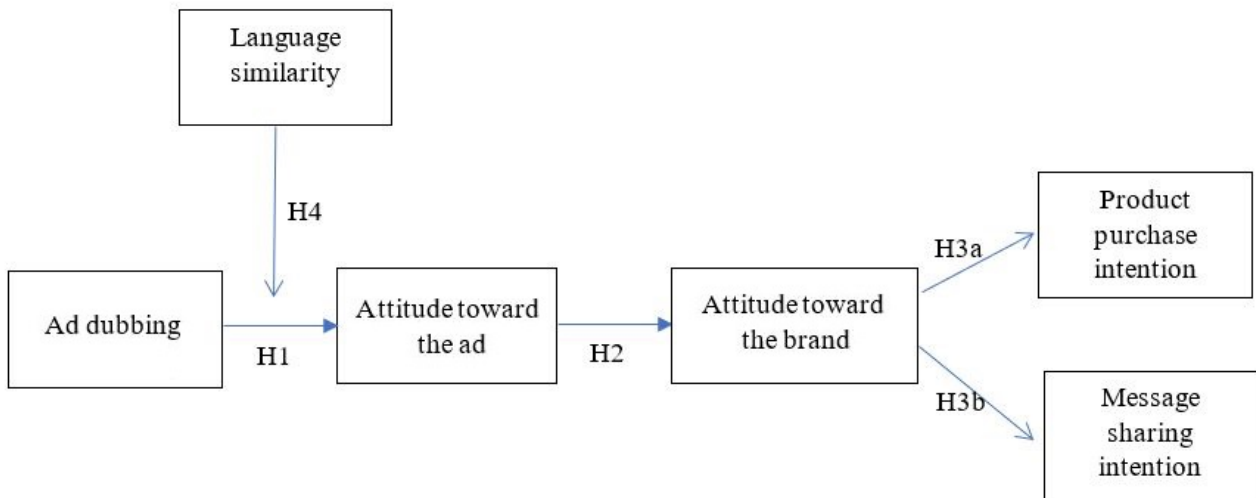 Language
similarity
H4
Product
purchase
intention
H3a
Ad dubbing
H1
Attitude toward
the ad
H2
Attitude toward
the brand
H3b
Message
sharing
intention